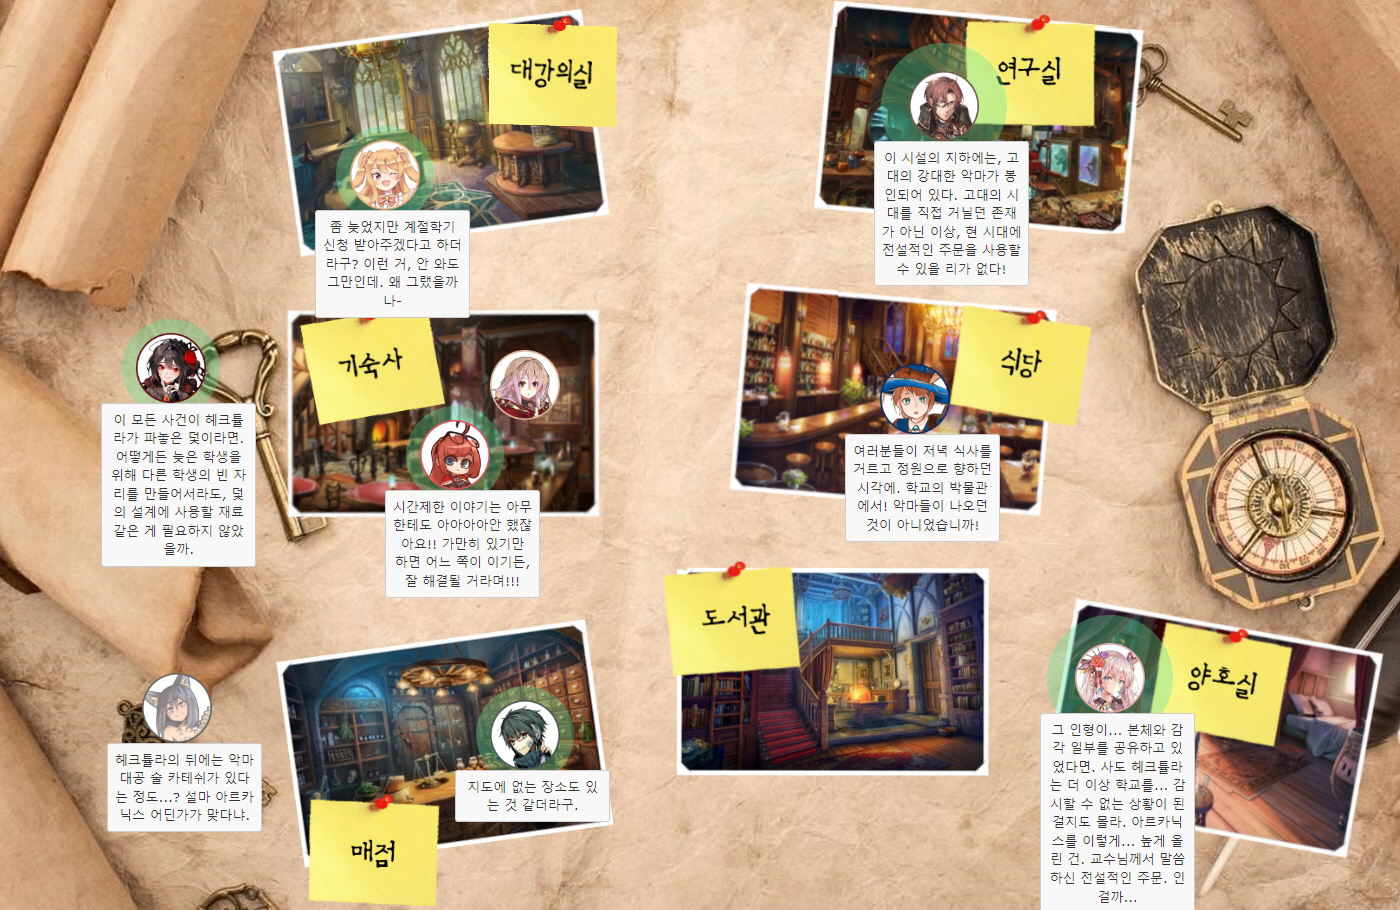 대강의실
좀 늦었지만 계절학기
신청 받아주겠다고 하더
라구? 이런 거, 안 와도
그만인데. 왜 그랬을까
나~
연구실
이 시설의 지하에는, 고
대의 강대한 악마가 봉
인되어 있다. 고대의 시
대를 직접 거닐던 존재
가 아닌 이상, 현 시대에
전설적인 주문을 사용할
수 있을 리가 없다!
이 모든 사건이 헤크튤
라가 파놓은 덫이라면.
어떻게든 늦은 학생을
위해 다른 학생의 빈 자
리를 만들어서라도, 덫
의 설계에 사용할 재료
같은 게 필요하지 않았
을까.
기숙사
시간제한 이야기는 아무
한테도 아아아아안 했잖
아요!! 가만히 있기만
하면 어느 쪽이 이기든,
잘 해결될 거라며!!!
식당
여러분들이 저녁 식사를
거르고 정원으로 향하던
시각에. 학교의 박물관
에서! 악마들이 나오던
것이 아니었습니까!
헤크튤라의 뒤에는 악마
대공 술 카테쉬가 있다
는 정도...? 설마 아르카
닉스 어딘가가 맞다냐.
지도에 없는 장소도 있
는 것 같더라구.
매점
도서관
양호실
그 인형이... 본체와 감
각 일부를 공유하고 있
었다면. 사도 헤크튤라
는 더 이상 학교를... 감
시할 수 없는 상황이 된
걸지도 몰라. 아르카닉
스를 이렇게... 높게 올
린 건. 교수님께서 말씀
하신 전설적인 주문. 인
걸까...